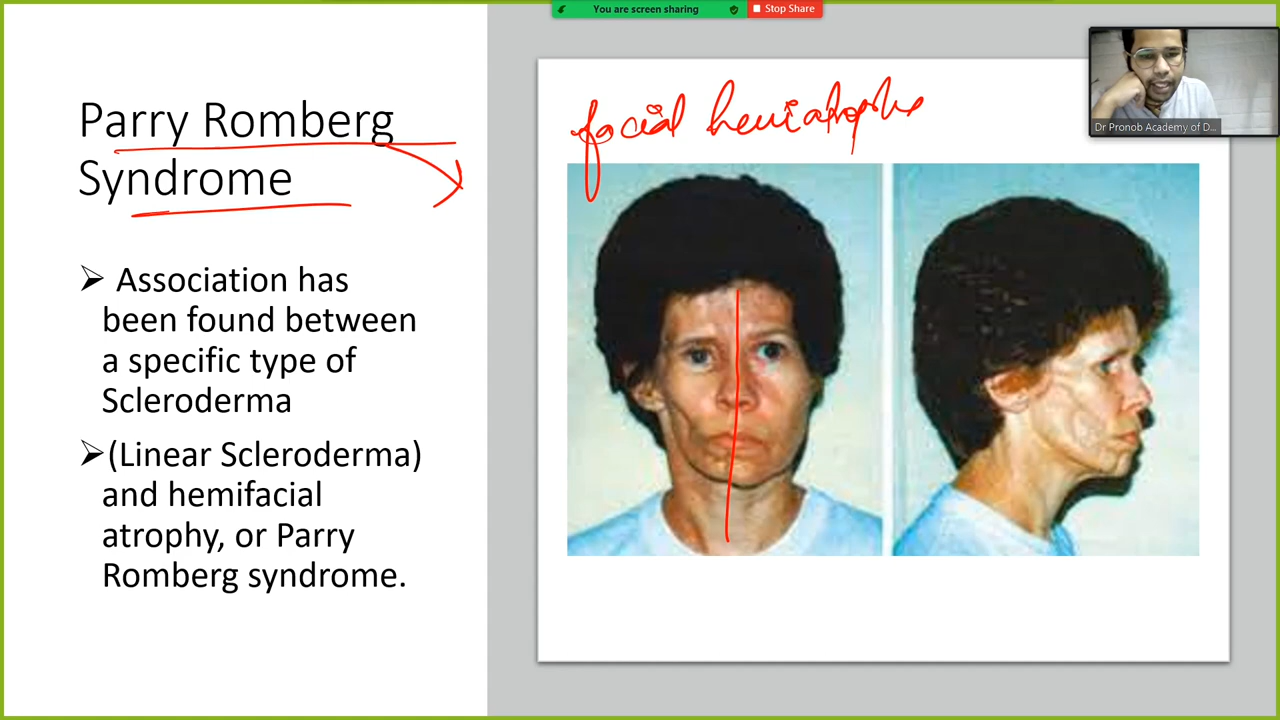 You are screen sharing
Stop Share
Dr Pronob Academy of D...
facial hemiatrophe
Parry Romberg
Syndrome
➢ Association has
been found between
a specific type of
Scleroderma
➢(Linear Scleroderma)
and hemifacial
atrophy, or Parry
Romberg syndrome.